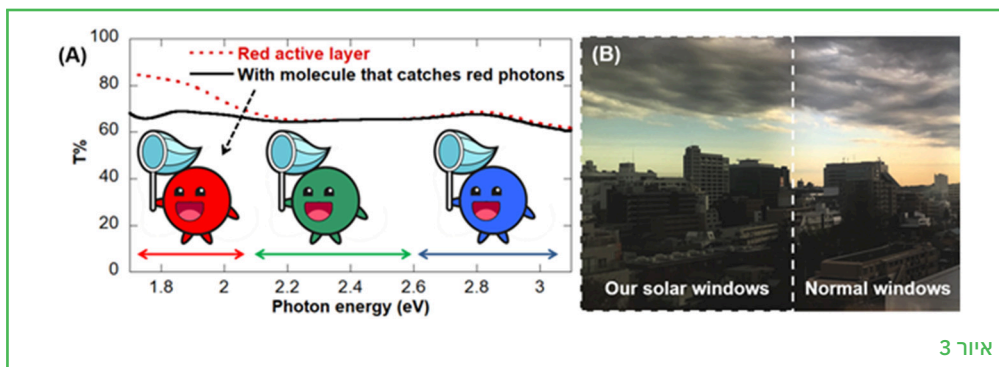 (A)
Red active layer
With molecule that catches red photons
T%
100
80
60
40
20
0
1.8 2 2.2 2.4 2.6 2.8 3
Photon energy (eV)
(B)
Our solar windows
Normal windows
איור 3